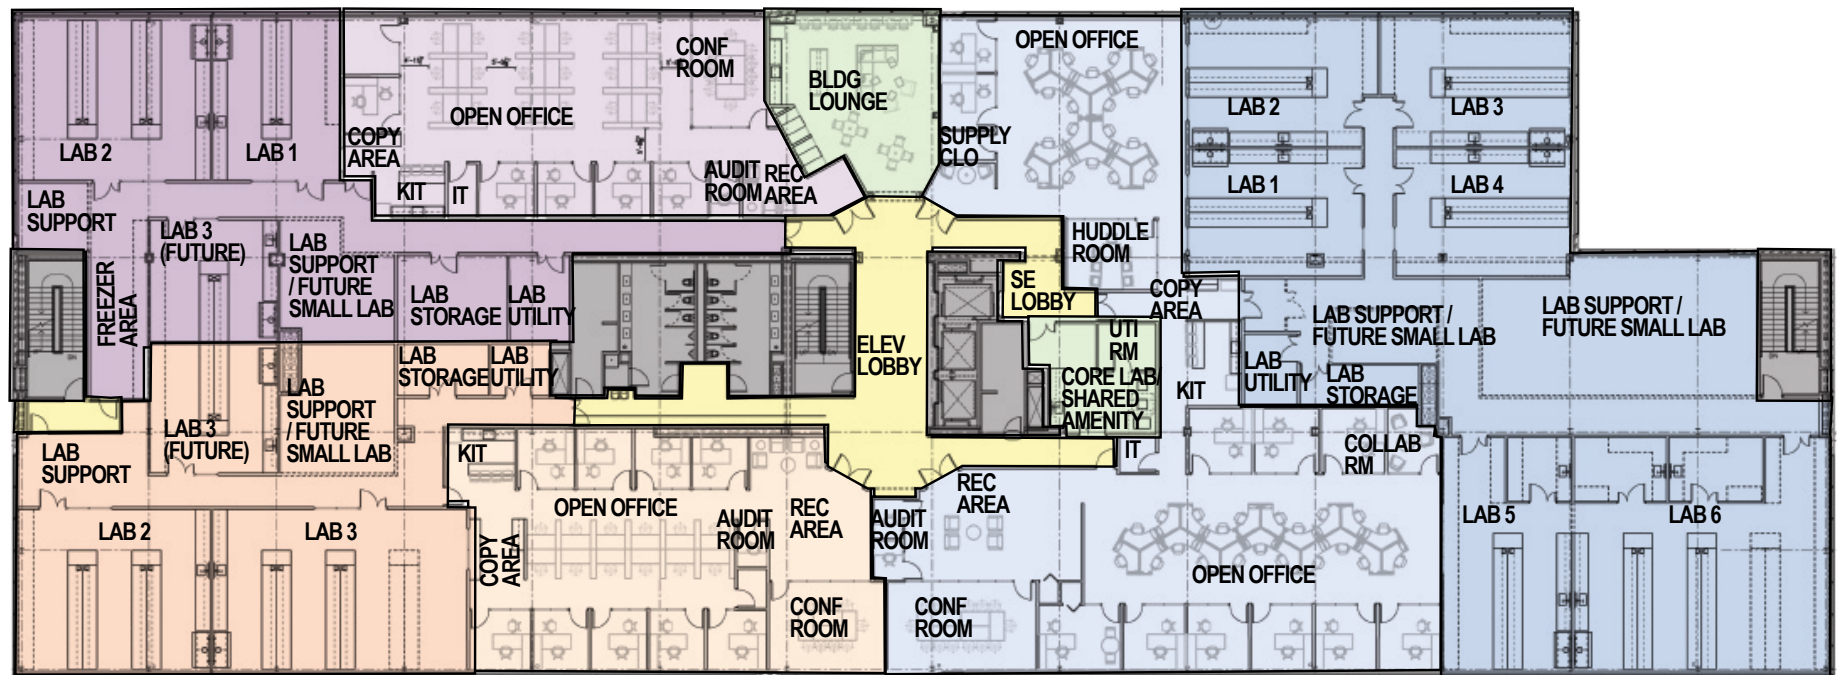 LAB 2
LAB 1
OPEN OFFICE
CONF
ROOM
COPY
AREA
KIT
IT
AUDIT
ROOM
REC
AREA
BLDG
LOUNGE
SUPPLY
CLO
OPEN OFFICE
HUDDLE
ROOM
LAB 2
LAB 3
LAB 1
LAB 4
LAB
SUPPORT
FREEZER
AREA
LAB 3
(FUTURE)
LAB
SUPPORT
/ FUTURE
SMALL LAB
LAB
STORAGE
LAB
UTILITY
ELEV
LOBBY
SE
LOBBY
COPY
AREA
UTI
RM
CORE LAB/
SHARED
AMENITY
KIT
IT
LAB
UTILITY
LAB SUPPORT /
FUTURE SMALL LAB
LAB
STORAGE
LAB SUPPORT /
FUTURE SMALL LAB
LAB
STORAGE
LAB
UTILITY
LAB
SUPPORT
/ FUTURE
SMALL LAB
LAB 3
(FUTURE)
LAB
SUPPORT
LAB 2
LAB 3
KIT
COPY
AREA
OPEN OFFICE
AUDIT
ROOM
REC
AREA
CONF
ROOM
AUDIT
ROOM
REC
AREA
CONF
ROOM
OPEN OFFICE
COLLAB
RM
LAB 5
LAB 6